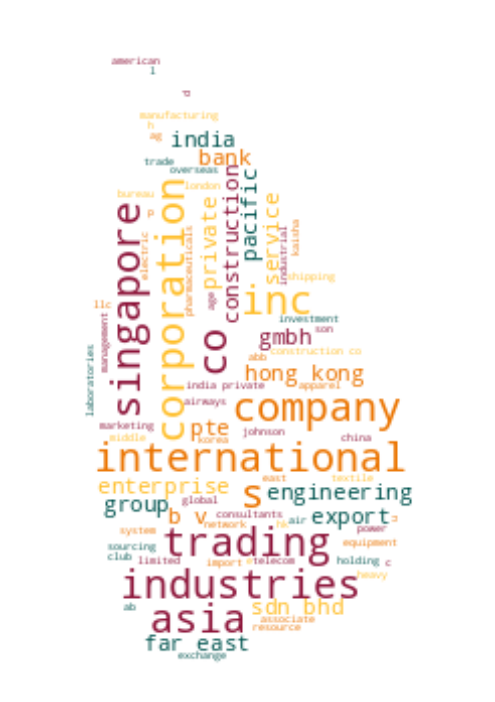 american
l
d
manufacturing
h
ag
india
trade
bank
overseas
bureau
london
p
singapore
corporation
private
construction
pacific
service
electric
pharmaceuticals
age
industrial
kaisha
shipping
llc
management
laboratories
co
inc
investment
son
gmbh
abb
construction co
hong kong
india private
apparel
airways
company
marketing
middle
pte
korea
johnson
china
international
enterprise
s
east
textile
engineering
group
global
b v
network
consultants
air
hk
export
system
trading
power
equipment
sourcing
club
limited
import
e
telecom
holding
c
heavy
industries
ab
asia
sdn bhd
associate
resource
far east
exchange